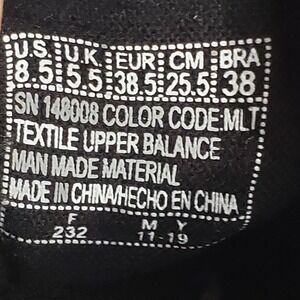 U.S. U.K. EUR CM BRA
8.5 5.5 38.5 25.5 38
SN 148008 COLOR CODE:MLT
TEXTILE UPPER BALANCE
MAN MADE MATERIAL
MADE IN CHINA/HECHO EN CHINA
F M Y
232 11-19